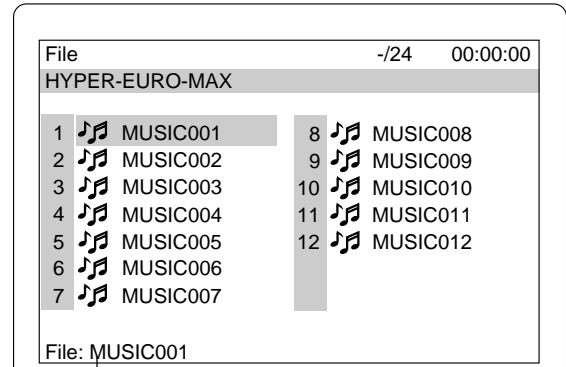 File -/24 00:00:00
HYPER-EURO-MAX
1 MUSIC001
2 MUSIC002
3 MUSIC003
4 MUSIC004
5 MUSIC005
6 MUSIC006
7 MUSIC007
8 MUSIC008
9 MUSIC009
10 MUSIC010
11 MUSIC011
12 MUSIC012
File: MUSIC001